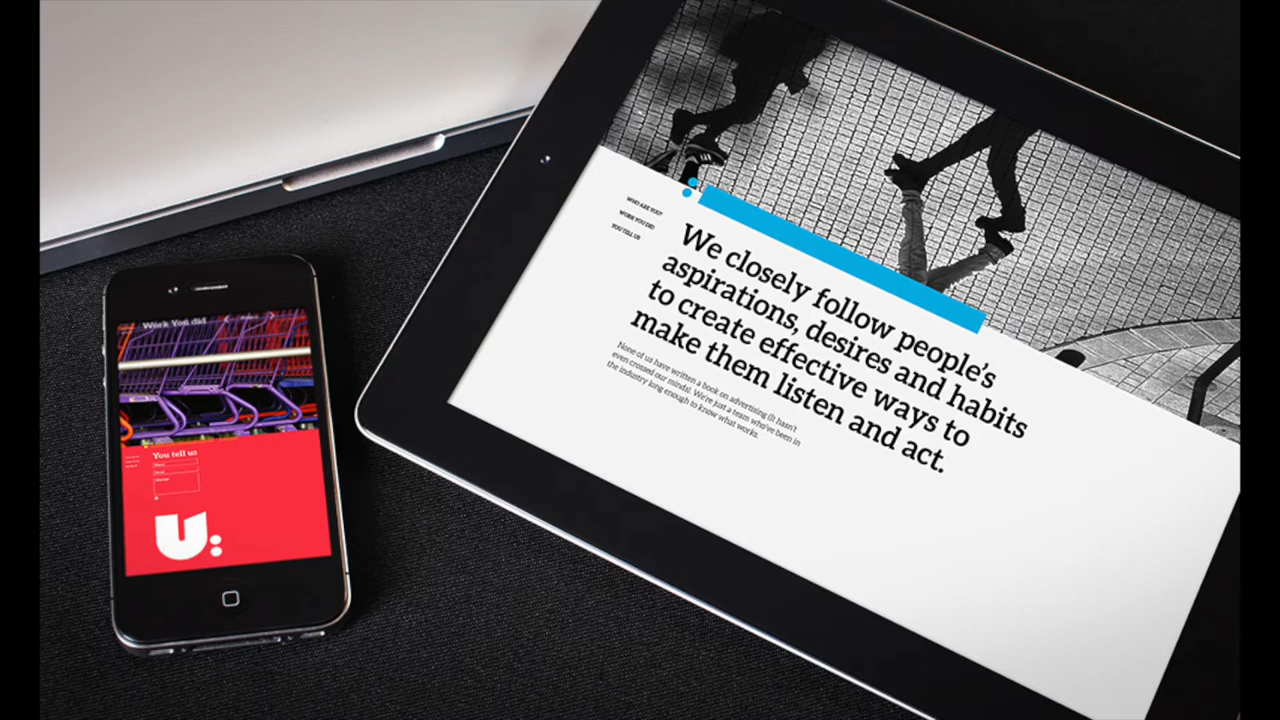 Work You did
You tell us
U:
WHO ARE YOU?
WORK YOU DID
YOU TELL US
We closely follow people's
aspirations, desires and habits
to create effective ways to
make them listen and act.
None of us have written a book on advertising (It hasn't
even crossed our minds). We're just a team who've been in
the industry long enough to know what works.